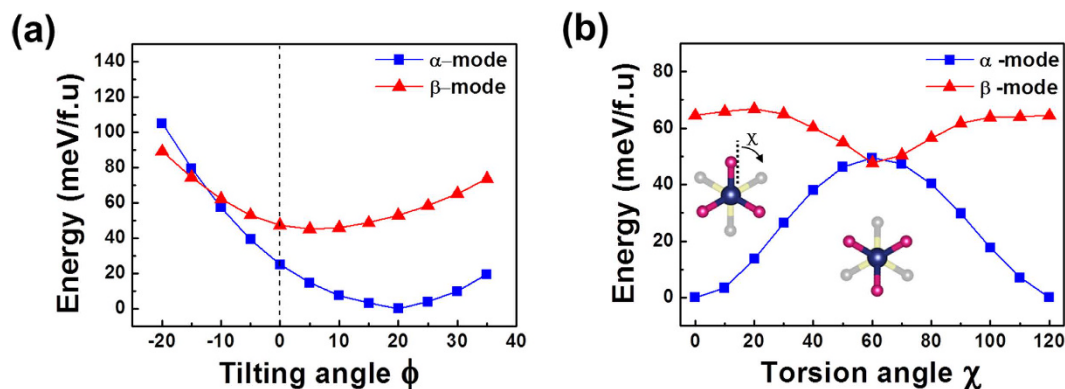 (a)
140
120
100
80
60
40
20
0
Energy (meV/f.u)
-20 -10 0 10 20 30 40
Tilting angle ϕ
α–mode
β–mode
(b)
80
60
40
20
0
Energy (meV/f.u)
0 20 40 60 80 100 120
Torsion angle χ
α -mode
β -mode
χ